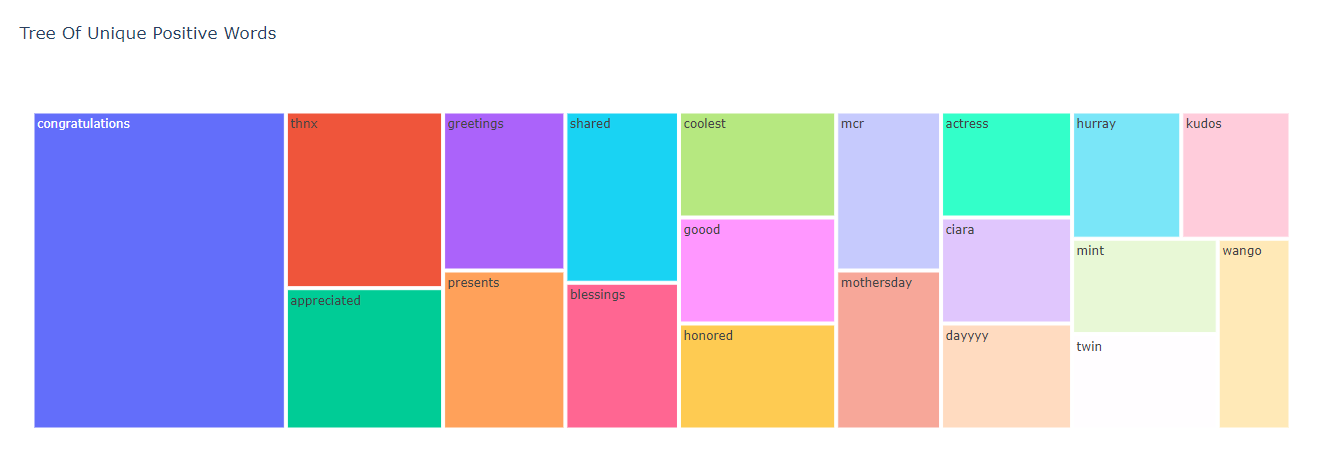 Tree Of Unique Positive Words
congratulations
thnx
appreciated
greetings
presents
shared
blessings
coolest
goood
honored
mcr
mothersday
actress
ciara
dayyyy
hurray
kudos
mint
twin
wango